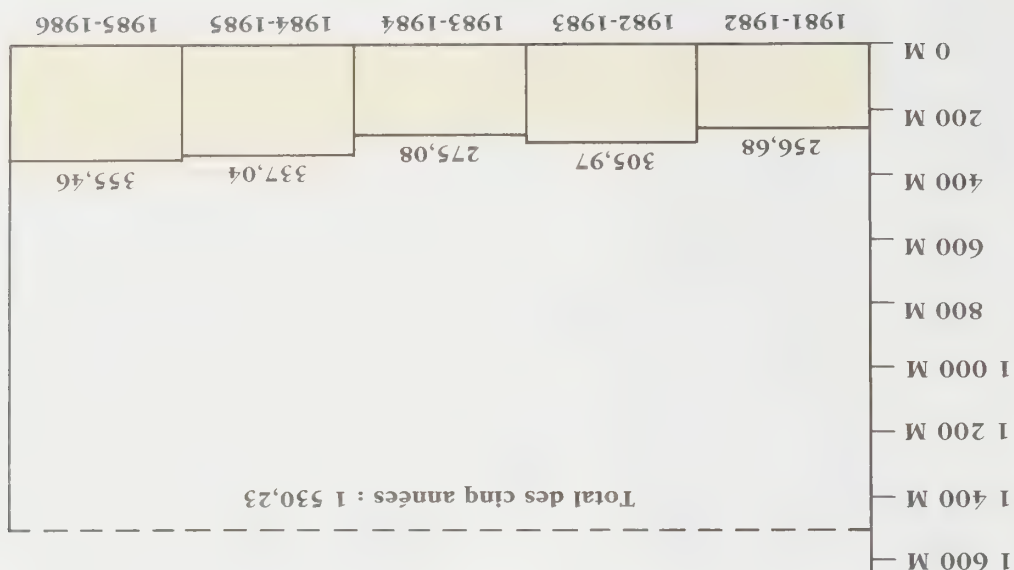 1 600 M
1 400 M
Total des cinq années : 1 530,23
1 200 M
1 000 M
800 M
600 M
400 M
200 M
0 M
256,68
305,97
275,08
337,04
355,46
1981-1982
1982-1983
1983-1984
1984-1985
1985-1986